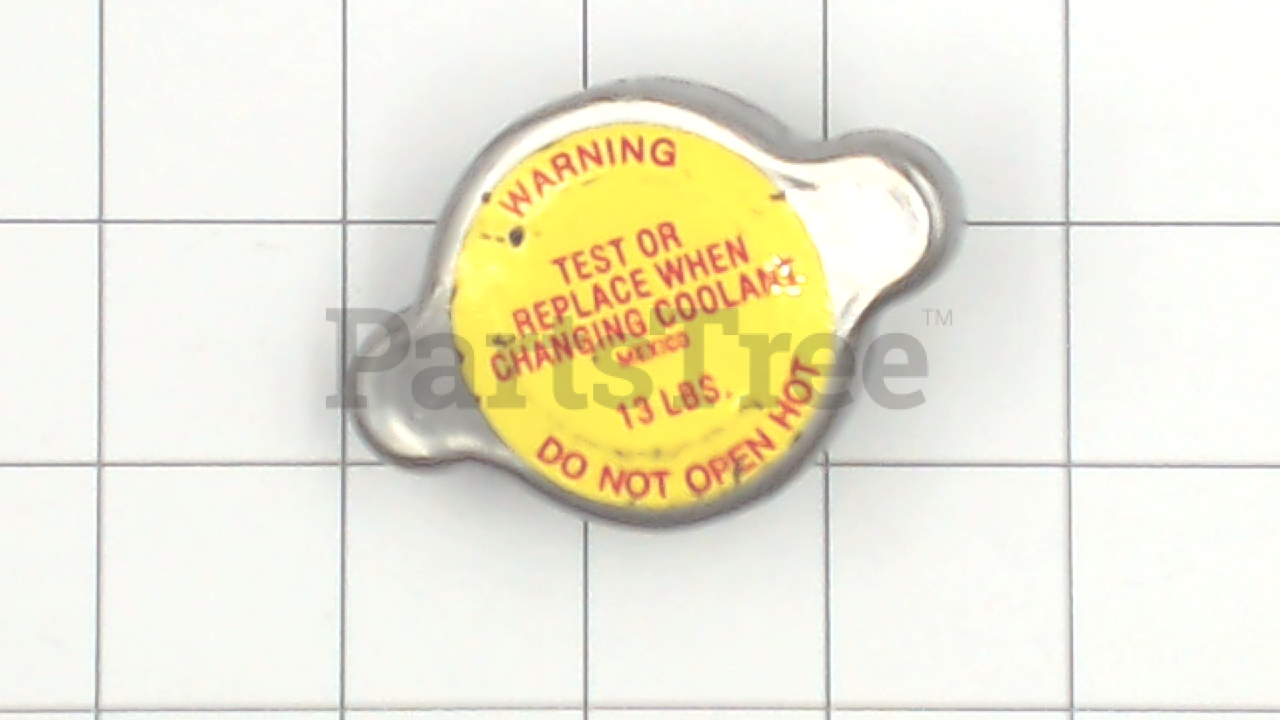 WARNING
TEST OR
REPLACE WHEN
CHANGING COOLANT
MEXICO
13 LBS.
DO NOT OPEN HOT
PartsTree™